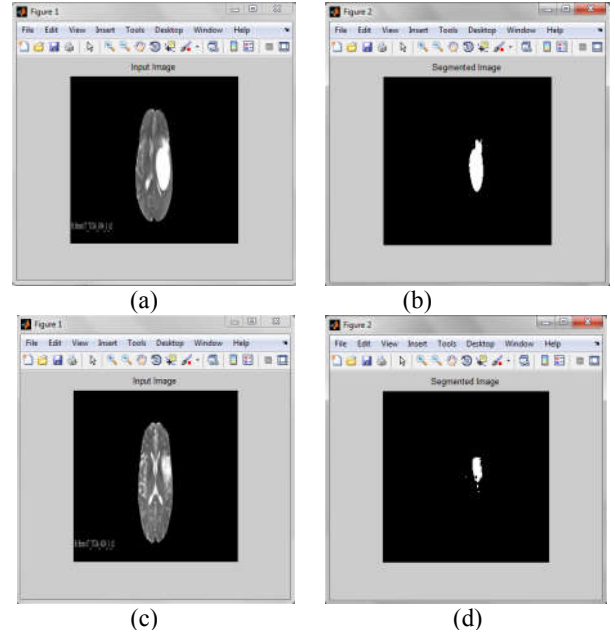 Figure 1
File Edit View Insert Tools Desktop Window Help
Input Image
(a)
Figure 2
File Edit View Insert Tools Desktop Window Help
Segmented Image
(b)
Figure 1
File Edit View Insert Tools Desktop Window Help
Input Image
(c)
Figure 2
File Edit View Insert Tools Desktop Window Help
Segmented Image
(d)